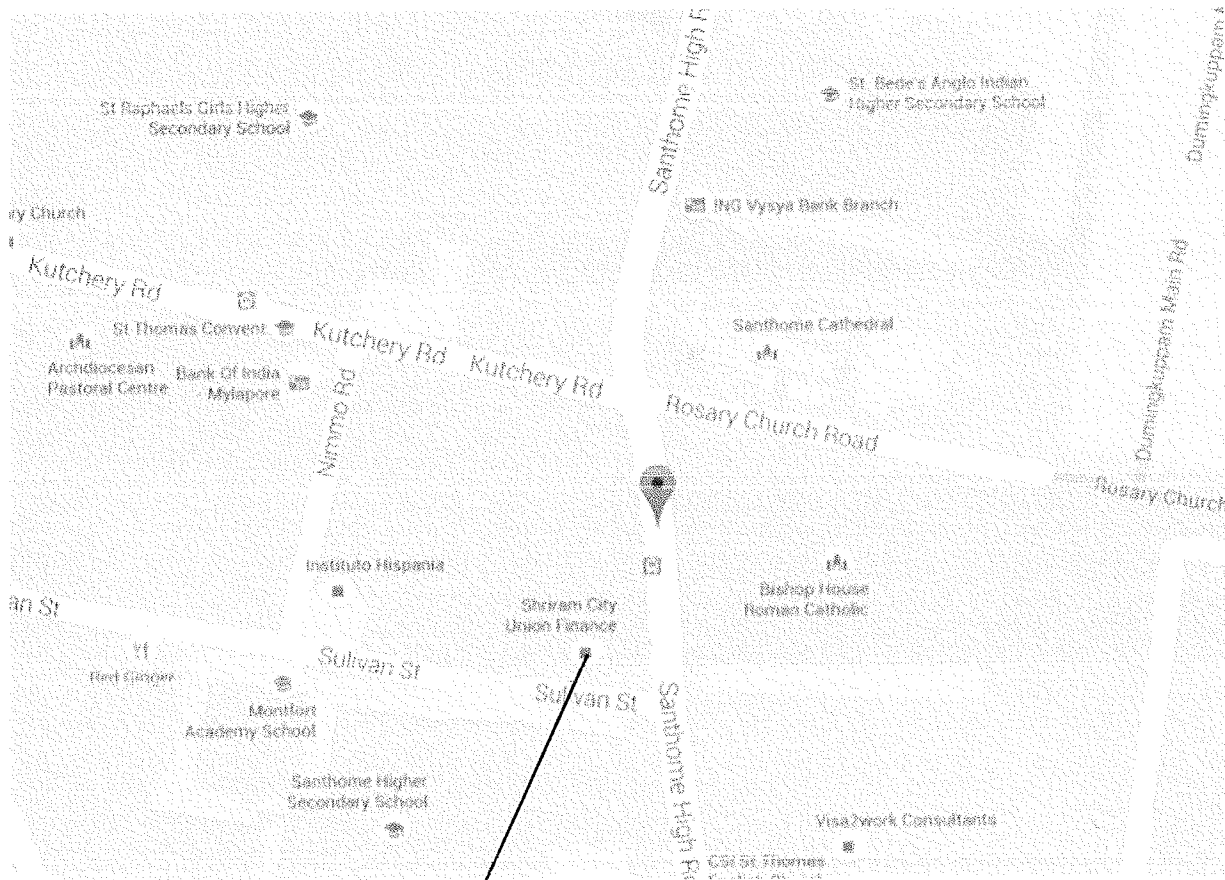 Santhome High R
Dumingkuppam
St Raphael's Girls Higher
Secondary School
St. Bede's Anglo Indian
Higher Secondary School
ING Vysya Bank Branch
ry Church
Kutchery Rd
St Thomas Convent
Kutchery Rd
Kutchery Rd
Santhome Cathedral
Dumingkuppam Main Rd
Archdiocesan
Pastoral Centre
Bank Of India
Mylapore
Nimmo Rd
Rosary Church Road
Rosary Church
Instituto Hispania
Bishop House
Roman Catholic
Shriram City
Union Finance
an St
Red Ginger
Sulivan St
Sulivan St
Montfort
Academy School
Santhome High Ro
Santhome Higher
Secondary School
Visa2work Consultants
CSI St Thomas